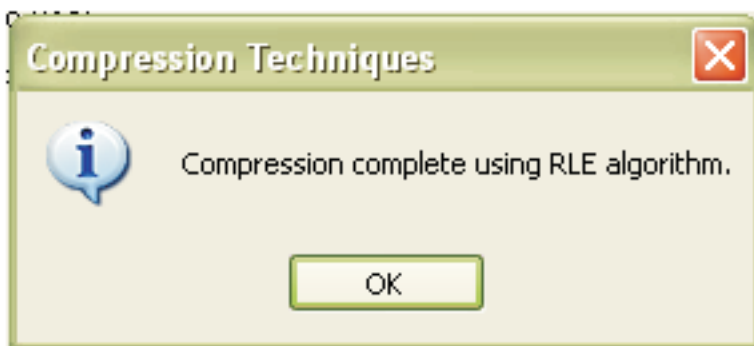 Compression Techniques
Compression complete using RLE algorithm.
OK